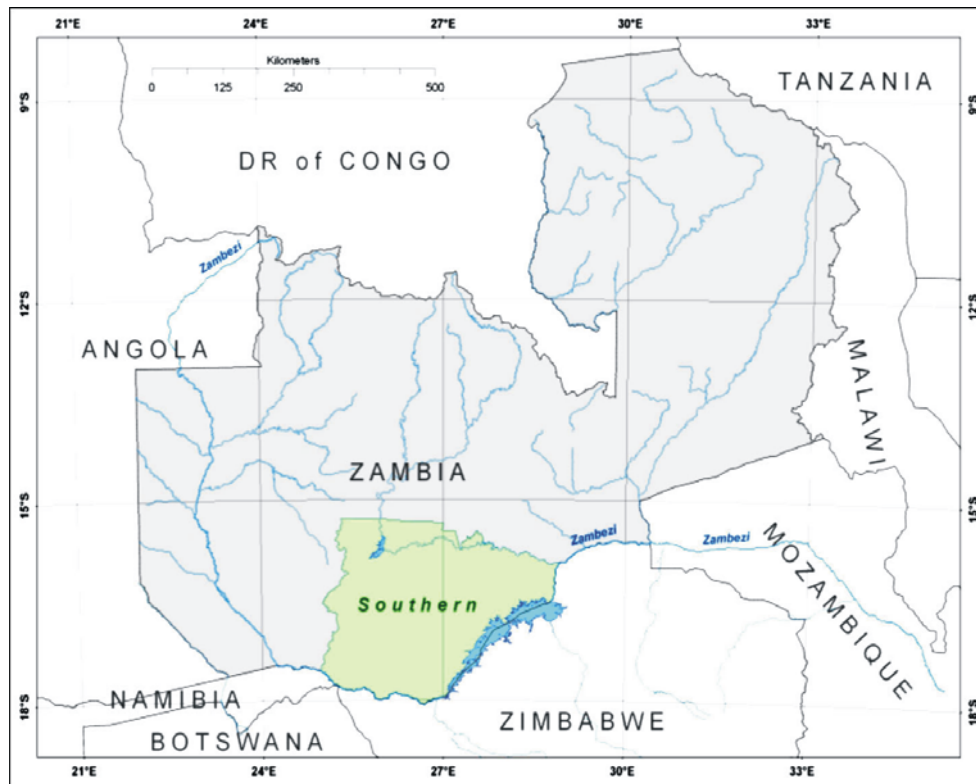 21°E 24°E 27°E 30°E 33°E
Kilometers
0 125 250 500
TANZANIA
9°S 9°S
DR of CONGO
Zambezi
12°S 12°S
ANGOLA
MALAWI
ZAMBIA
15°S 15°S
Zambezi
Zambezi
MOZAMBIQUE
Southern
NAMIBIA
18°S 18°S
ZIMBABWE
BOTSWANA
21°E 24°E 27°E 30°E 33°E